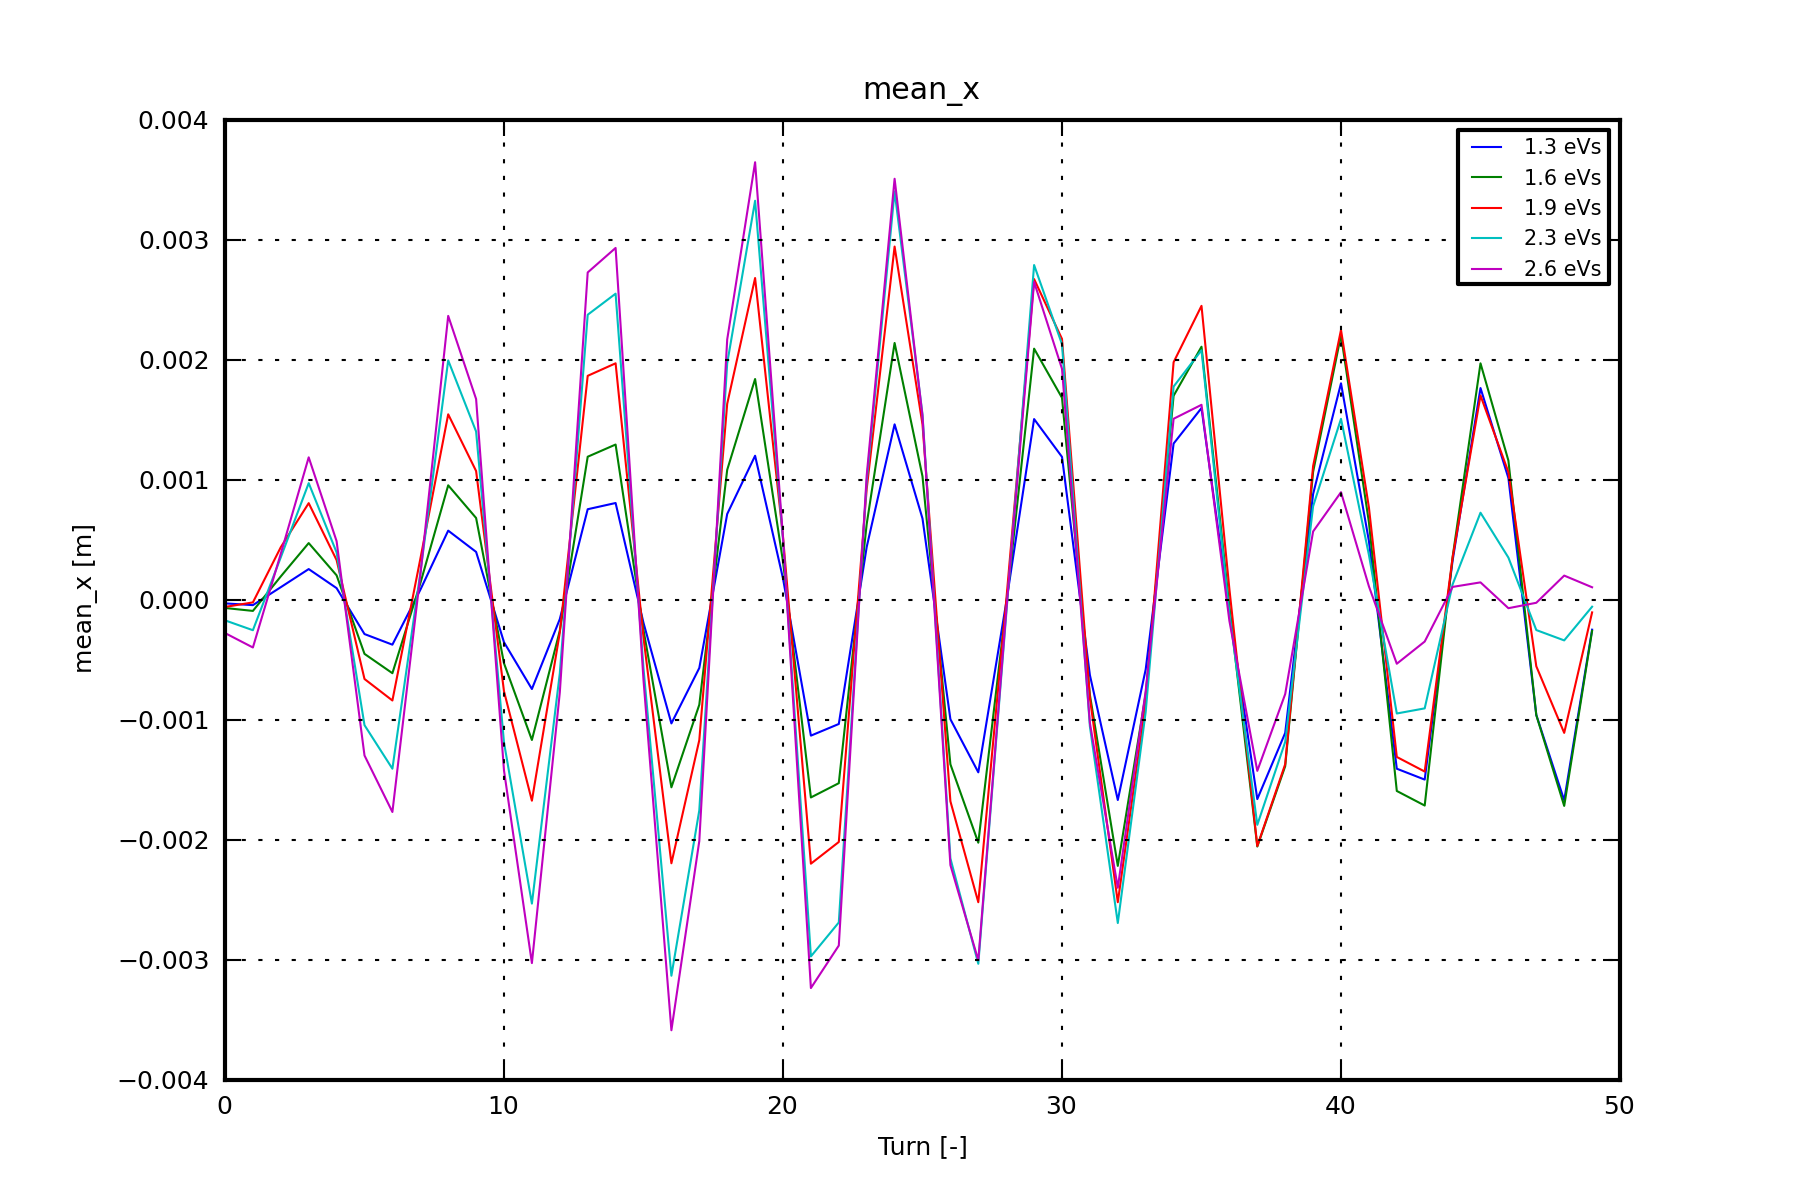 mean_x
0.004
0.003
0.002
0.001
0.000
−0.001
−0.002
−0.003
−0.004
mean_x [m]
0 10 20 30 40 50
Turn [-]
1.3 eVs
1.6 eVs
1.9 eVs
2.3 eVs
2.6 eVs